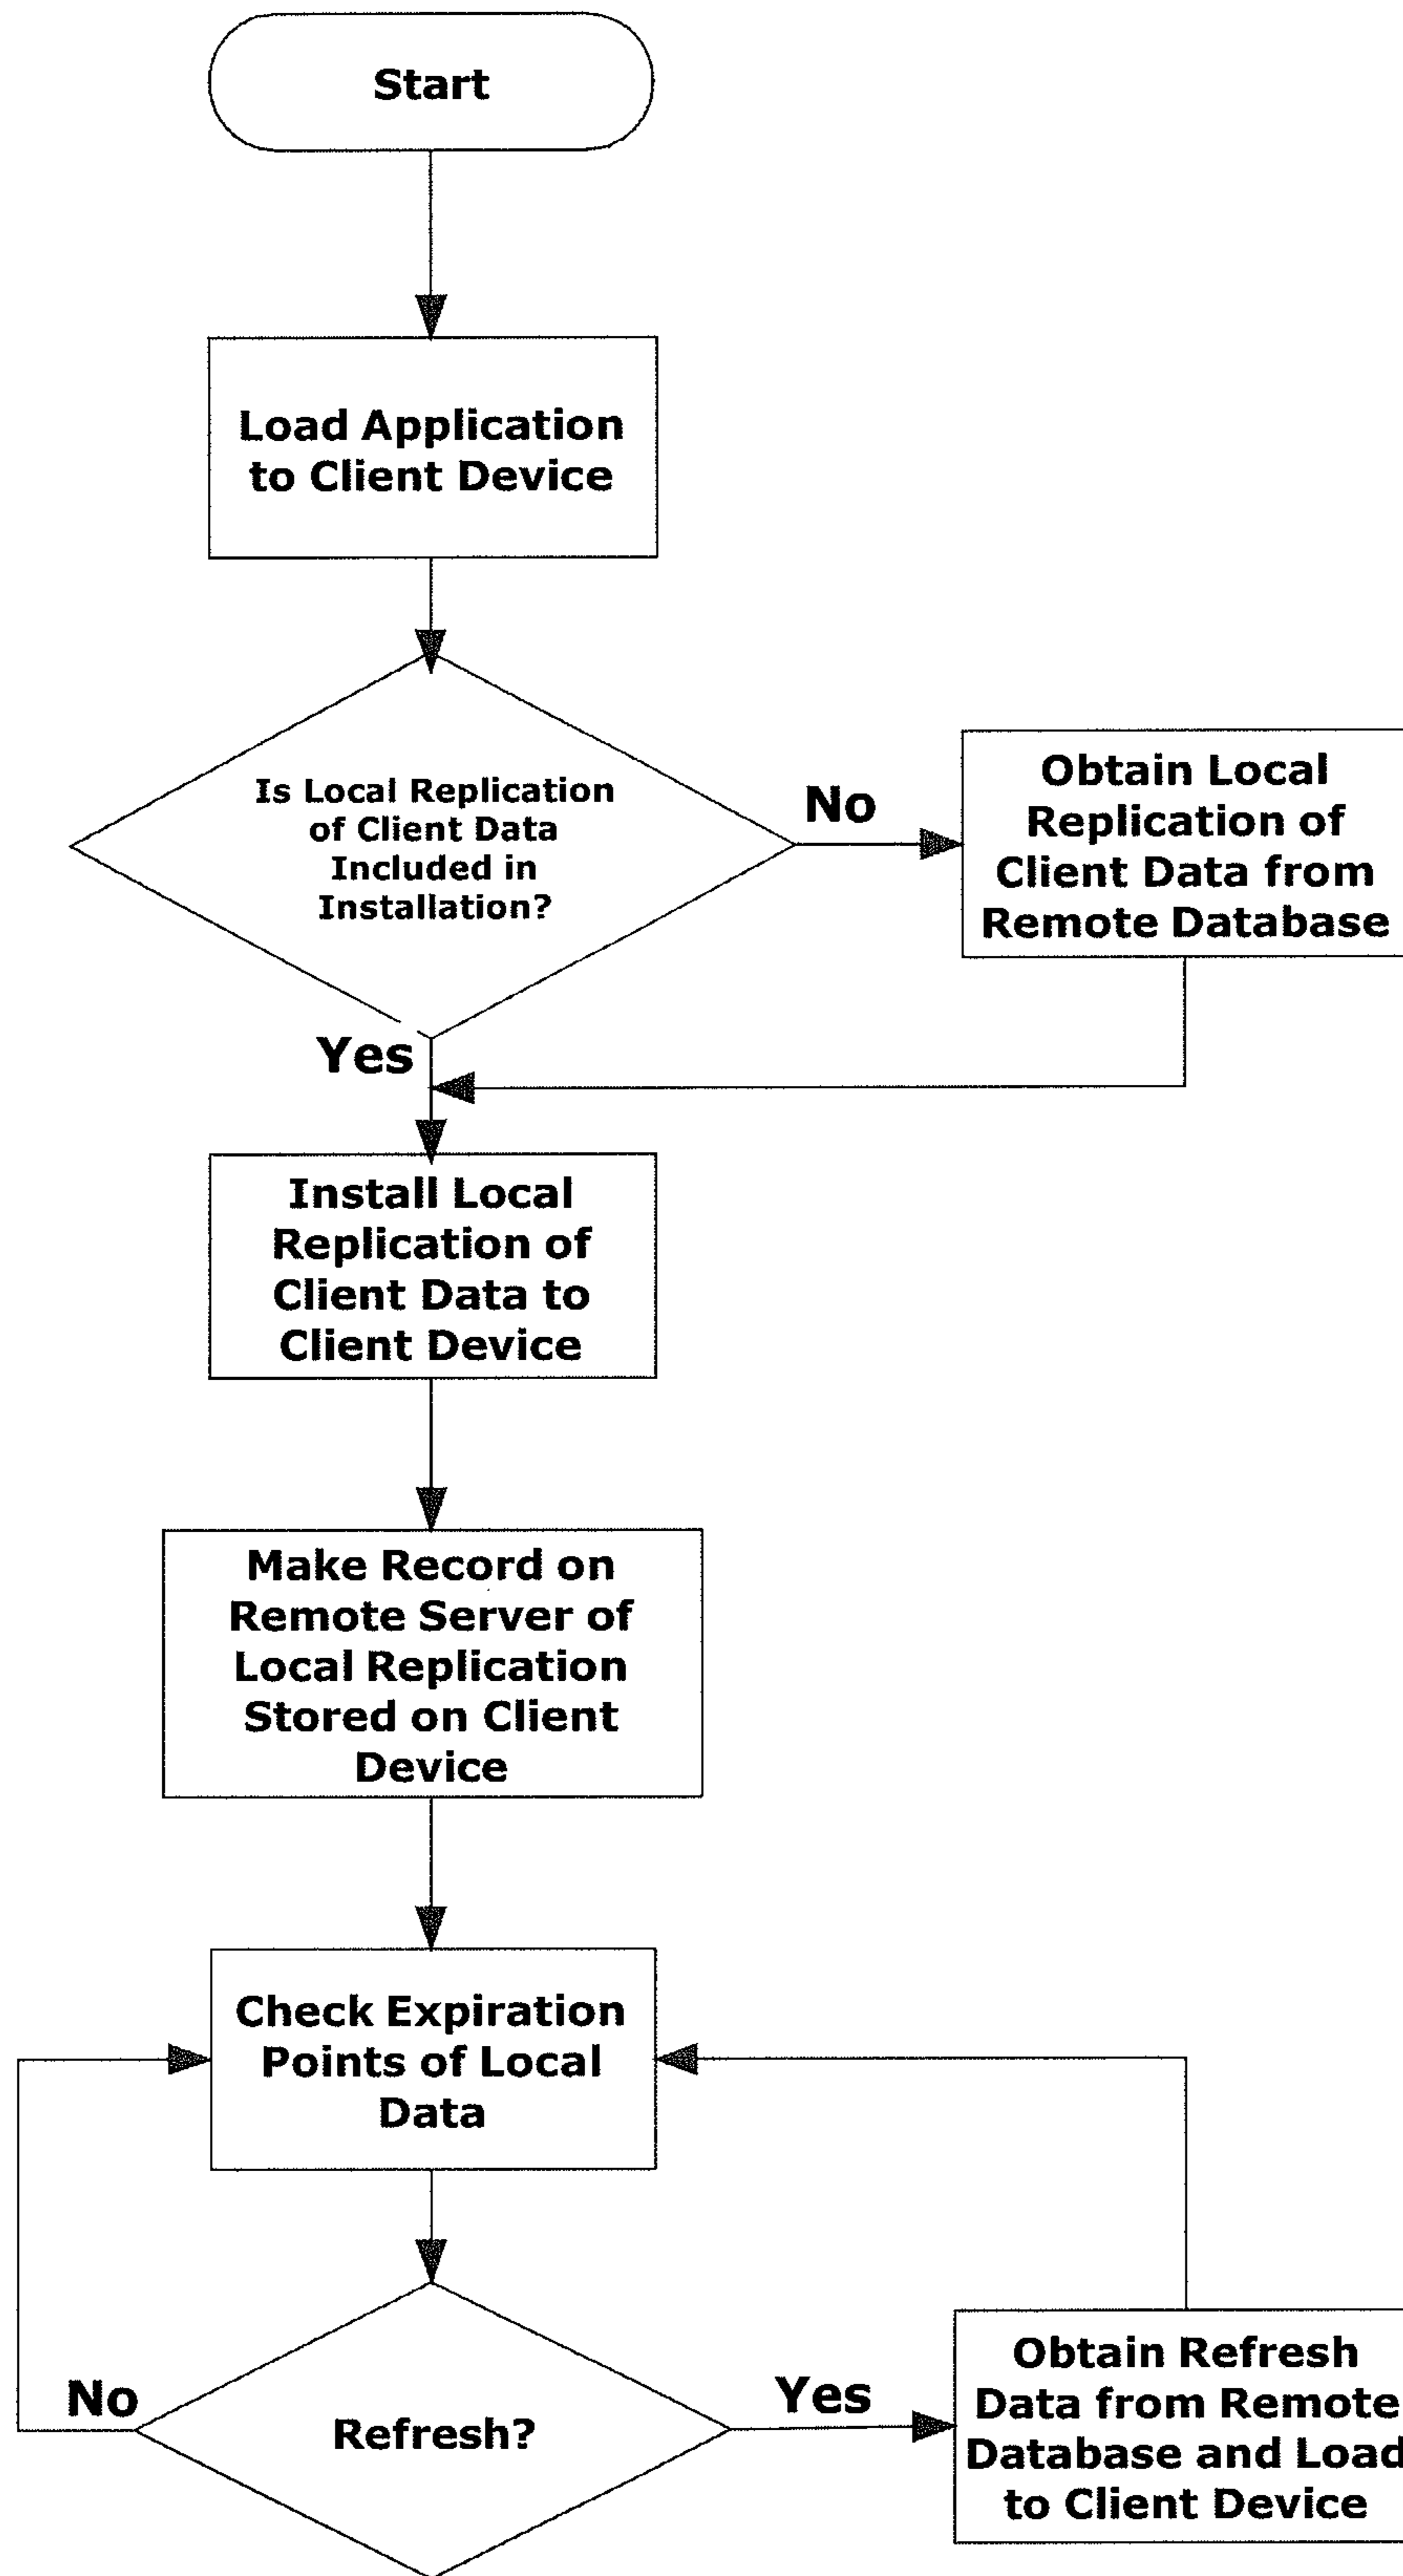 Start
Load Application
to Client Device
Is Local Replication
of Client Data
Included in
Installation?
No
Obtain Local
Replication of
Client Data from
Remote Database
Yes
Install Local
Replication of
Client Data to
Client Device
Make Record on
Remote Server of
Local Replication
Stored on Client
Device
Check Expiration
Points of Local
Data
No
Refresh?
Yes
Obtain Refresh
Data from Remote
Database and Load
to Client Device